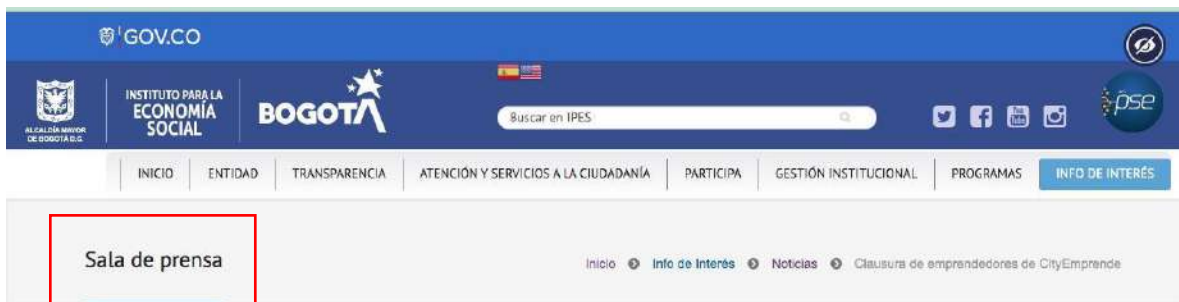 GOV.CO
ALCALDÍA MAYOR
DE BOGOTÁ D.C.
INSTITUTO PARA LA
ECONOMÍA
SOCIAL
BOGOTÁ
Buscar en IPES
You
Tube
pse
INICIO ENTIDAD TRANSPARENCIA ATENCIÓN Y SERVICIOS A LA CIUDADANÍA PARTICIPA GESTIÓN INSTITUCIONAL PROGRAMAS INFO DE INTERÉS
Sala de prensa
Inicio Info de Interés Noticias Clausura de emprendedores de CityEmprende